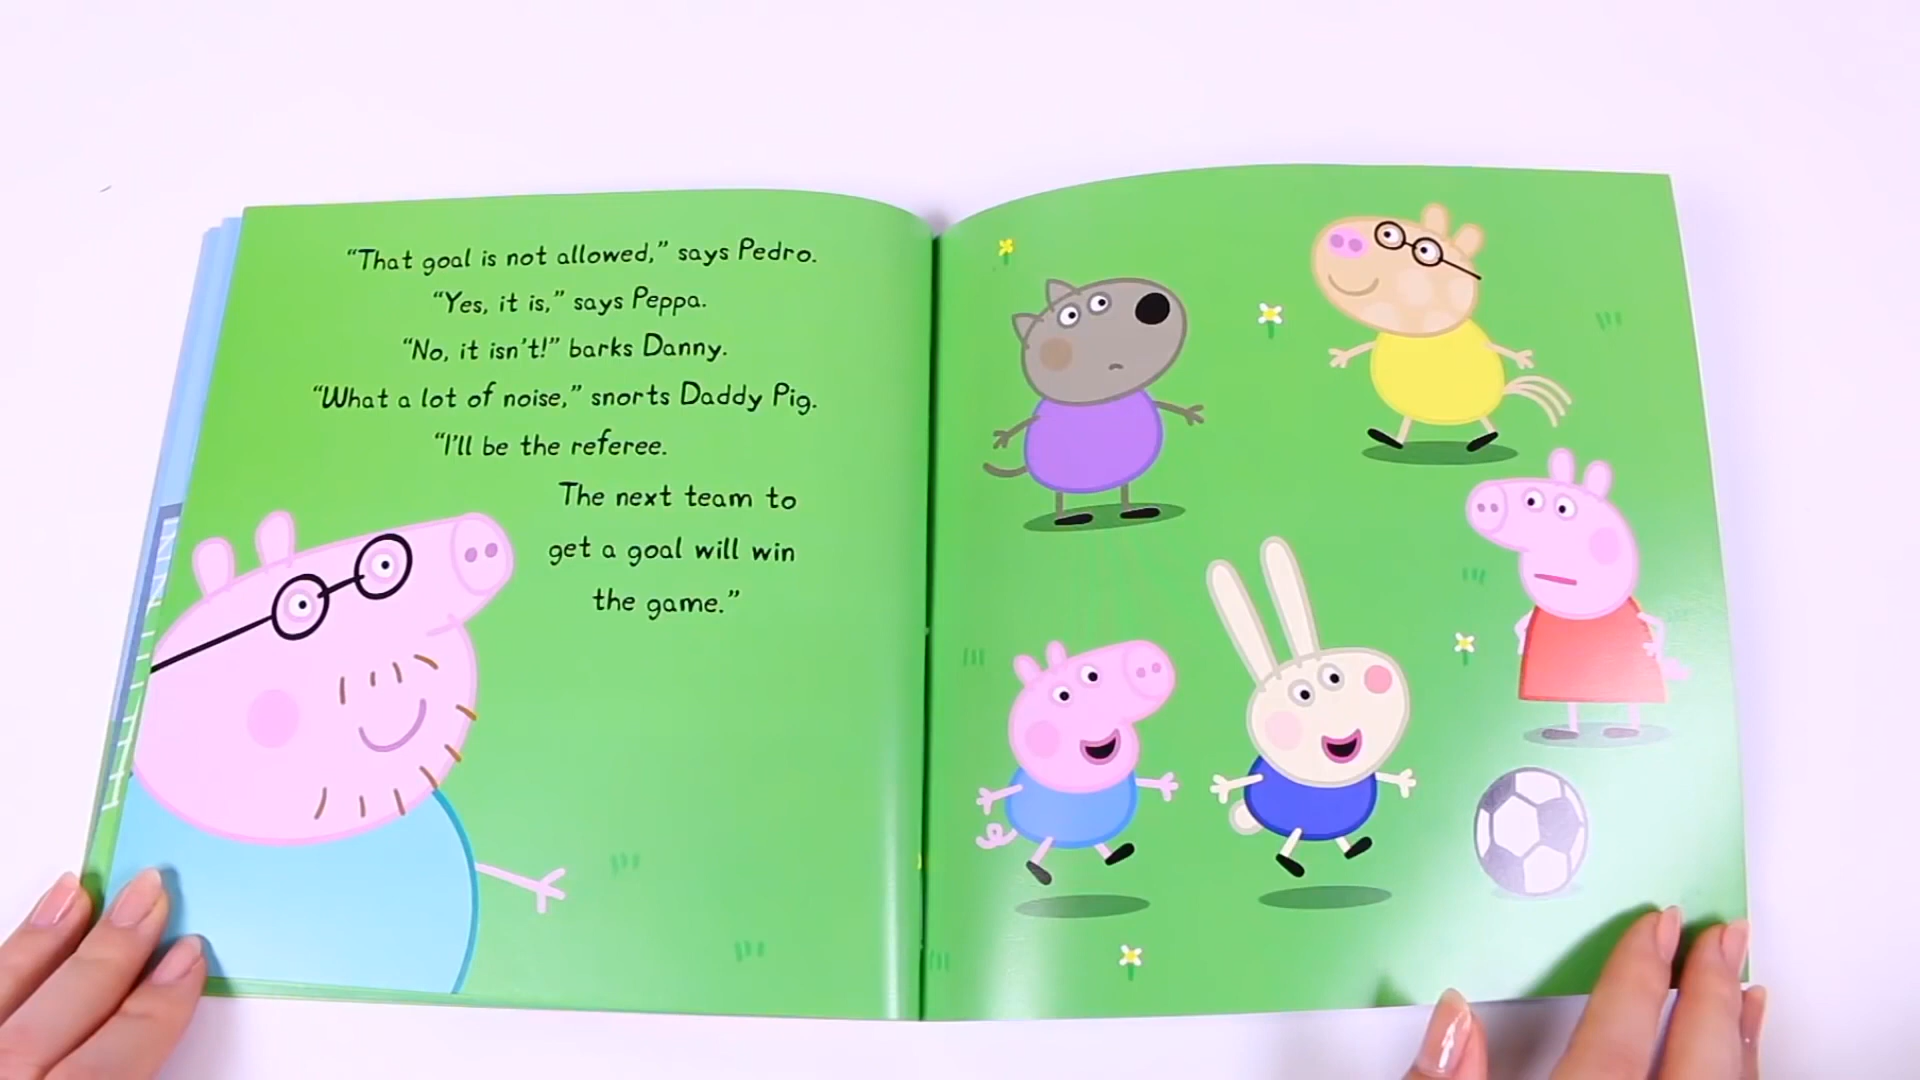 “That goal is not allowed,” says Pedro.
“Yes, it is,” says Peppa.
“No, it isn’t!” barks Danny.
“What a lot of noise,” snorts Daddy Pig.
“I’ll be the referee.
The next team to
get a goal will win
the game.”